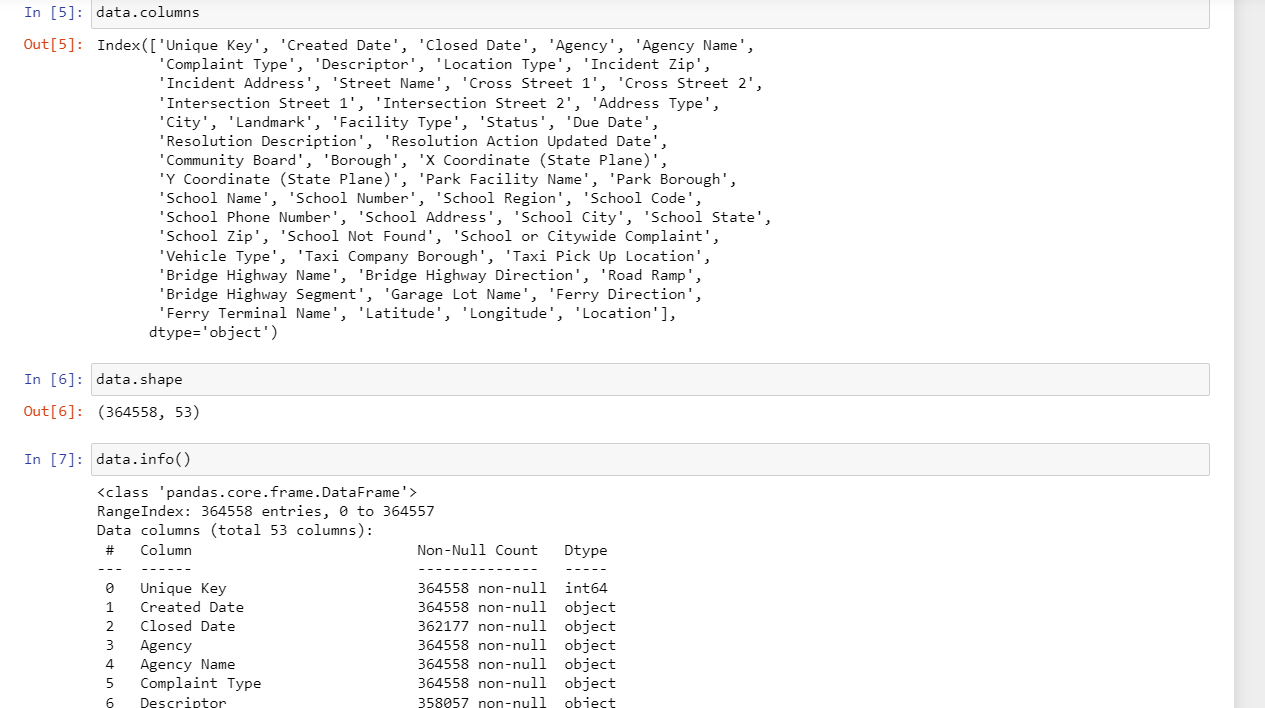 In [5]: data.columns
Out[5]: Index(['Unique Key', 'Created Date', 'Closed Date', 'Agency', 'Agency Name',
'Complaint Type', 'Descriptor', 'Location Type', 'Incident Zip',
'Incident Address', 'Street Name', 'Cross Street 1', 'Cross Street 2',
'Intersection Street 1', 'Intersection Street 2', 'Address Type',
'City', 'Landmark', 'Facility Type', 'Status', 'Due Date',
'Resolution Description', 'Resolution Action Updated Date',
'Community Board', 'Borough', 'X Coordinate (State Plane)',
'Y Coordinate (State Plane)', 'Park Facility Name', 'Park Borough',
'School Name', 'School Number', 'School Region', 'School Code',
'School Phone Number', 'School Address', 'School City', 'School State',
'School Zip', 'School Not Found', 'School or Citywide Complaint',
'Vehicle Type', 'Taxi Company Borough', 'Taxi Pick Up Location',
'Bridge Highway Name', 'Bridge Highway Direction', 'Road Ramp',
'Bridge Highway Segment', 'Garage Lot Name', 'Ferry Direction',
'Ferry Terminal Name', 'Latitude', 'Longitude', 'Location'],
dtype='object')
In [6]: data.shape
Out[6]: (364558, 53)
In [7]: data.info()
<class 'pandas.core.frame.DataFrame'>
RangeIndex: 364558 entries, 0 to 364557
Data columns (total 53 columns):
# Column Non-Null Count Dtype
--- ------ -------------- -----
0 Unique Key 364558 non-null int64
1 Created Date 364558 non-null object
2 Closed Date 362177 non-null object
3 Agency 364558 non-null object
4 Agency Name 364558 non-null object
5 Complaint Type 364558 non-null object
6 Descriptor 358057 non-null object